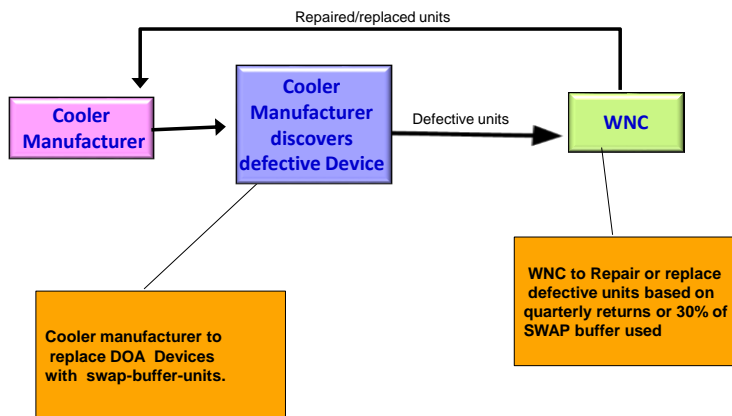 Repaired/replaced units
Cooler
Manufacturer
Cooler
Manufacturer
discovers
defective Device
Defective units
WNC
Cooler manufacturer to
replace DOA Devices
with swap-buffer-units.
WNC to Repair or replace
defective units based on
quarterly returns or 30% of
SWAP buffer used